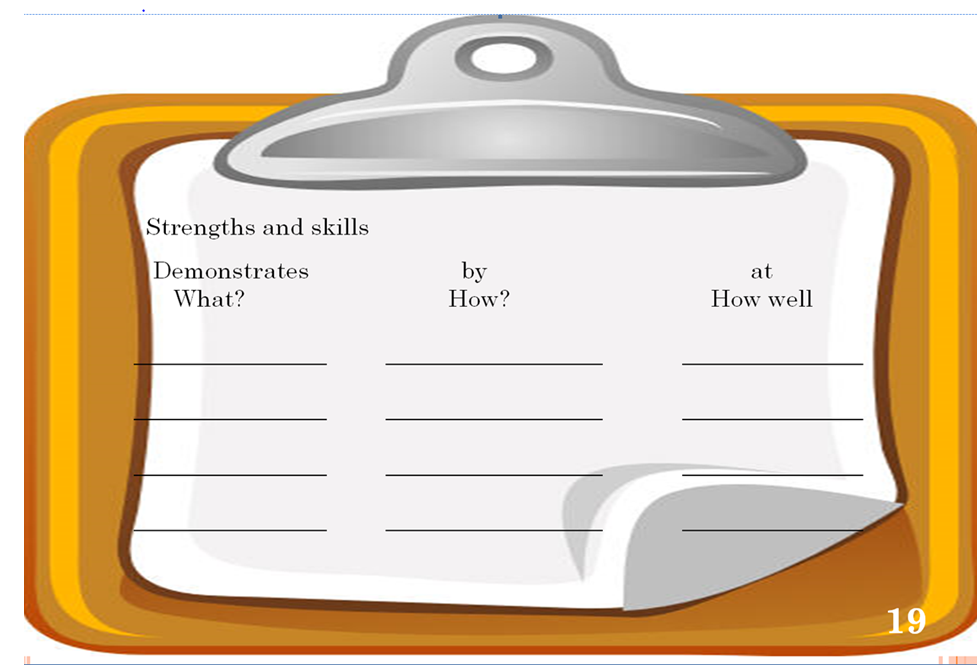 Strengths and skills
Demonstrates by at
What? How? How well
19